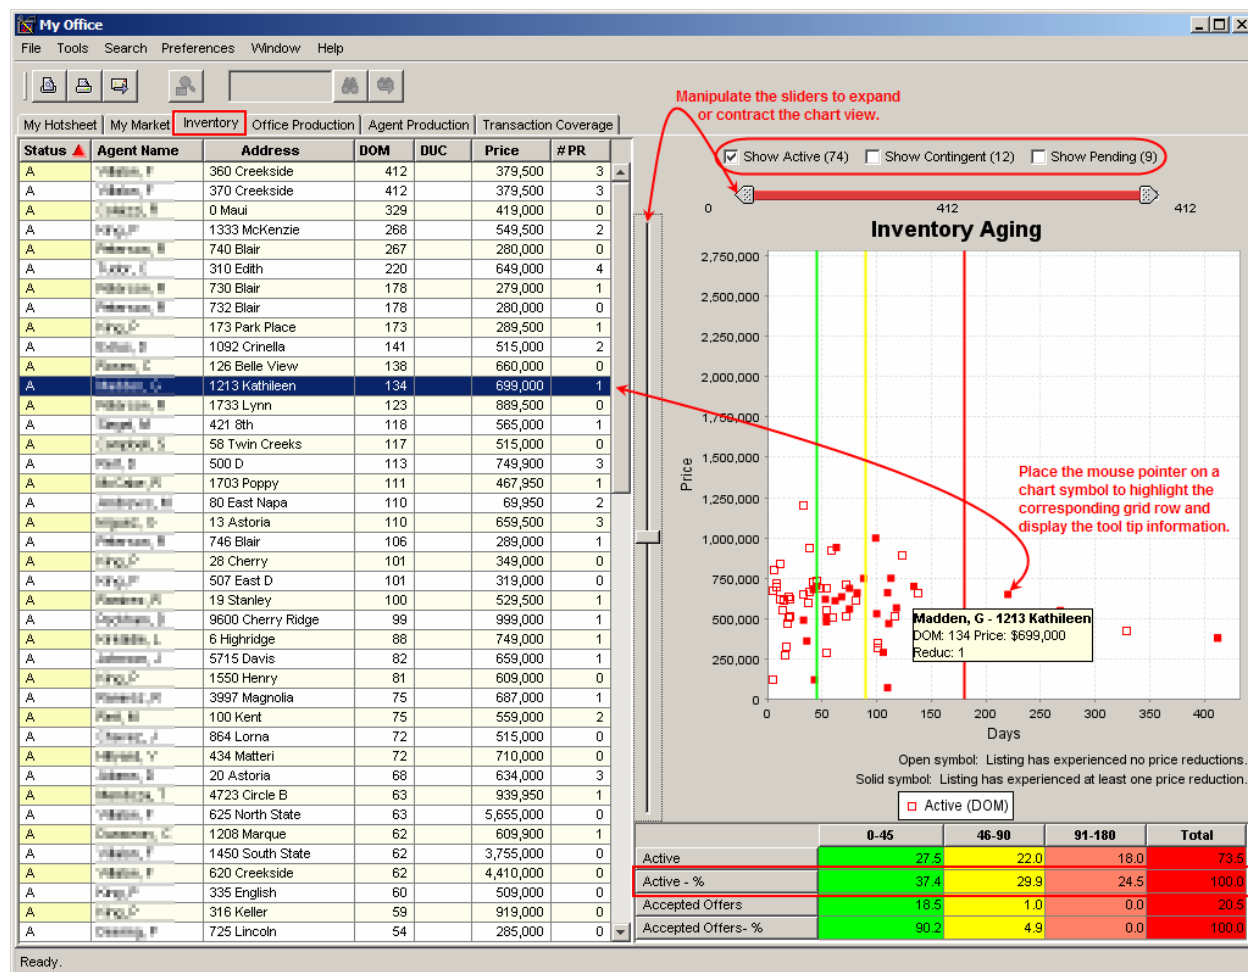 My Office
File Tools Search Preferences Window Help
Manipulate the sliders to expand
or contract the chart view.
My Hotsheet My Market Inventory Office Production Agent Production Transaction Coverage
Status Agent Name Address DOM DUC Price # PR
A 360 Creekside 412 379,500 3
A 370 Creekside 412 379,500 3
A 0 Maui 329 419,000 0
A 1333 McKenzie 268 549,500 2
A 740 Blair 267 280,000 0
A 310 Edith 220 649,000 4
A 730 Blair 178 279,000 1
A 732 Blair 178 280,000 0
A 173 Park Place 173 289,500 1
A 1092 Crinella 141 515,000 2
A 126 Belle View 138 660,000 0
A 1213 Kathileen 134 699,000 1
A 1733 Lynn 123 889,500 0
A 421 8th 118 565,000 1
A 58 Twin Creeks 117 515,000 0
A 500 D 113 749,900 3
A 1703 Poppy 111 467,950 1
A 80 East Napa 110 69,950 2
A 13 Astoria 110 659,500 3
A 746 Blair 106 289,000 1
A 28 Cherry 101 349,000 0
A 507 East D 101 319,000 0
A 19 Stanley 100 529,500 1
A 9600 Cherry Ridge 99 999,000 1
A 6 Highridge 88 749,000 1
A 5715 Davis 82 659,000 1
A 1550 Henry 81 609,000 0
A 3997 Magnolia 75 687,000 1
A 100 Kent 75 559,000 2
A 864 Lorna 72 515,000 0
A 434 Matteri 72 710,000 0
A 20 Astoria 68 634,000 3
A 4723 Circle B 63 939,950 1
A 625 North State 63 5,655,000 0
A 1208 Marque 62 609,900 1
A 1450 South State 62 3,755,000 0
A 620 Creekside 62 4,410,000 0
A 335 English 60 509,000 0
A 316 Keller 59 919,000 0
A 725 Lincoln 54 285,000 0
Show Active (74) Show Contingent (12) Show Pending (9)
0 412 412
Inventory Aging
2,750,000
2,500,000
2,250,000
2,000,000
1,750,000
1,500,000
1,250,000
1,000,000
750,000
500,000
250,000
0
Price
Place the mouse pointer on a
chart symbol to highlight the
corresponding grid row and
display the tool tip information.
Madden, G - 1213 Kathileen
DOM: 134 Price: $699,000
Reduc: 1
0 50 100 150 200 250 300 350 400
Days
Open symbol: Listing has experienced no price reductions.
Solid symbol: Listing has experienced at least one price reduction.
Active (DOM)
0-45 46-90 91-180 Total
Active 27.5 22.0 18.0 73.5
Active - % 37.4 29.9 24.5 100.0
Accepted Offers 18.5 1.0 0.0 20.5
Accepted Offers- % 90.2 4.9 0.0 100.0
Ready.